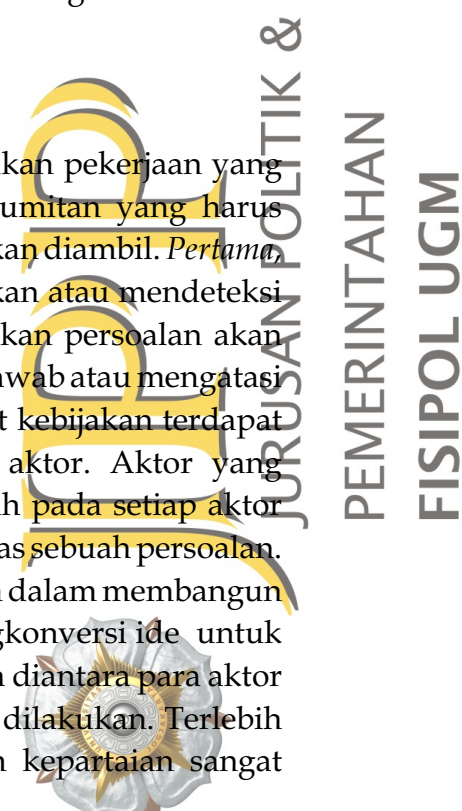 kan pekerjaan yang
umitan yang harus
kan diambil. Pertama,
kan atau mendeteksi
kan persoalan akan
awab atau mengatasi
t kebijakan terdapat
aktor. Aktor yang
h pada setiap aktor
as sebuah persoalan.
dalam membangun
gkonversi ide untuk
n diantara para aktor
dilakukan. Terlebih
n kepartaian sangat
jpp
JURUSAN POLITIK &
PEMERINTAHAN
FISIPOL UGM